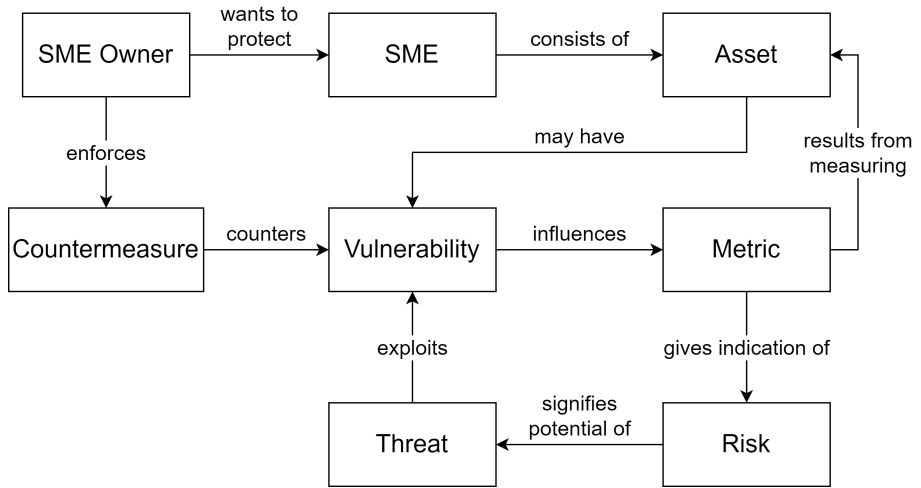 wants to
protect
SME Owner
SME
consists of
Asset
enforces
may have
results from
measuring
Countermeasure
counters
Vulnerability
influences
Metric
exploits
gives indication of
signifies
potential of
Threat
Risk